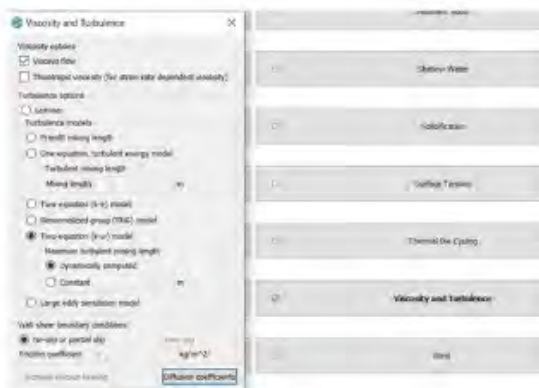 Viscosity and Turbulence
Viscosity options
Viscous flow
Thixotropic viscosity (for strain rate dependent viscosity)
Turbulence options
Laminar
Turbulence models
Prandtl mixing length
One equation, turbulent energy model
Turbulent mixing length
Mixing length m
Two equation (k-e) model
Renormalized group (RNG) model
Two-equation (k-ω) model
Maximum turbulent mixing length
Dynamically computed
Constant m
Large eddy simulation model
Wall shear boundary conditions
No-slip or partial slip
Friction coefficient kg/m^2/
Diffusion coefficients
Shallow Water
Solidification
Surface Tension
Thermal Die Cycling
Viscosity and Turbulence
Wind